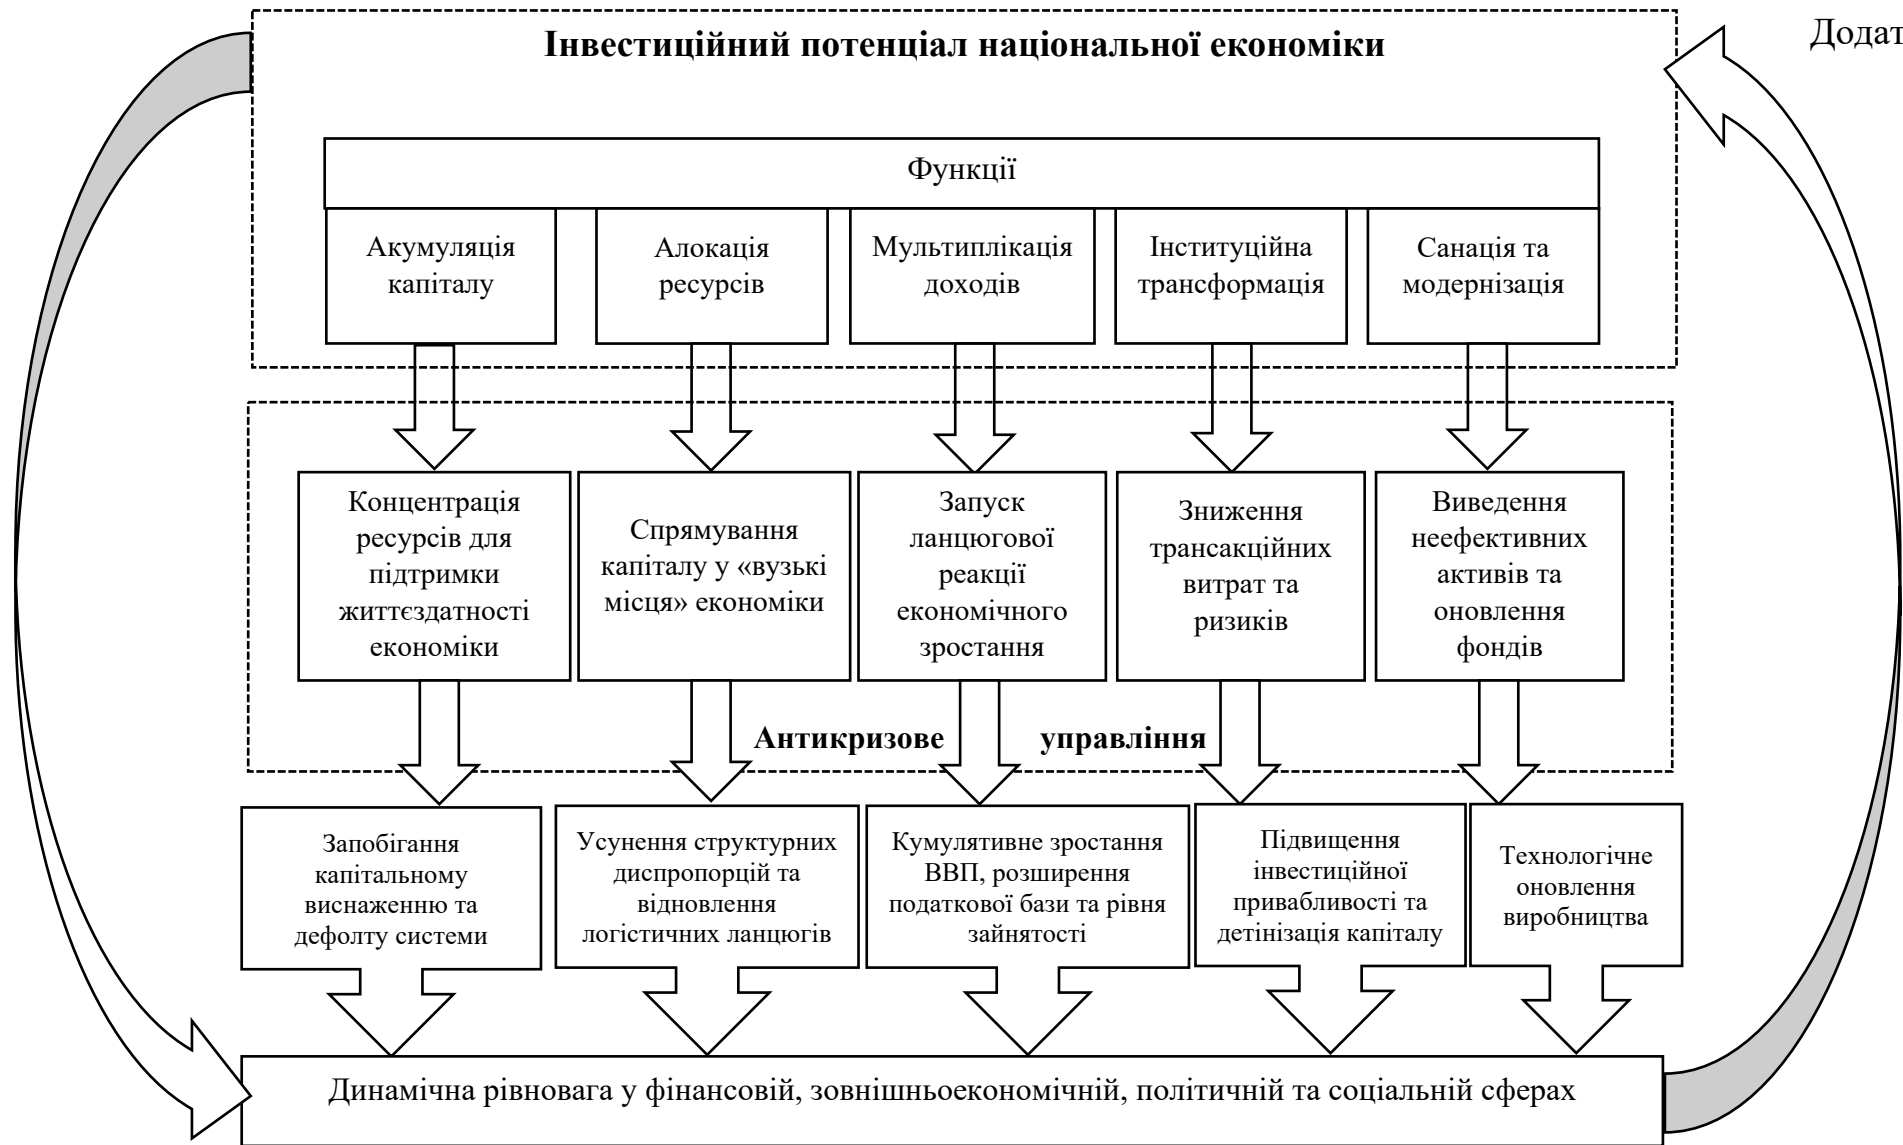 Інвестиційний потенціал національної економіки
Додат
Функції
Акумуляція
капіталу
Алокація
ресурсів
Мультиплікація
доходів
Інституційна
трансформація
Санація та
модернізація
Концентрація
ресурсів для
підтримки
життєздатності
економіки
Спрямування
капіталу у «вузькі
місця» економіки
Запуск
ланцюгової
реакції
економічного
зростання
Зниження
трансакційних
витрат та
ризиків
Виведення
неефективних
активів та
оновлення
фондів
Антикризове управління
Запобігання
капітальному
виснаженню та
дефолту системи
Усунення структурних
диспропорцій та
відновлення
логістичних ланцюгів
Кумулятивне зростання
ВВП, розширення
податкової бази та рівня
зайнятості
Підвищення
інвестиційної
привабливості та
детінізація капіталу
Технологічне
оновлення
виробництва
Динамічна рівновага у фінансовій, зовнішньоекономічній, політичній та соціальній сферах